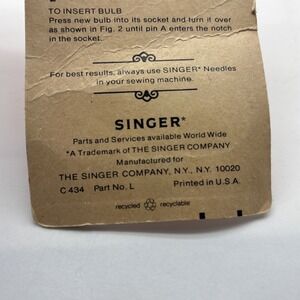 TO INSERT BULB
Press new bulb into its socket and turn it over
as shown in Fig. 2 until pin A enters the notch
in the socket.
For best results, always use SINGER* Needles
in your sewing machine.
SINGER*
Parts and Services available World Wide
*A Trademark of THE SINGER COMPANY
Manufactured for
THE SINGER COMPANY, N.Y., N.Y. 10020
C 434 Part No. L Printed in U.S.A.
recycled recyclable